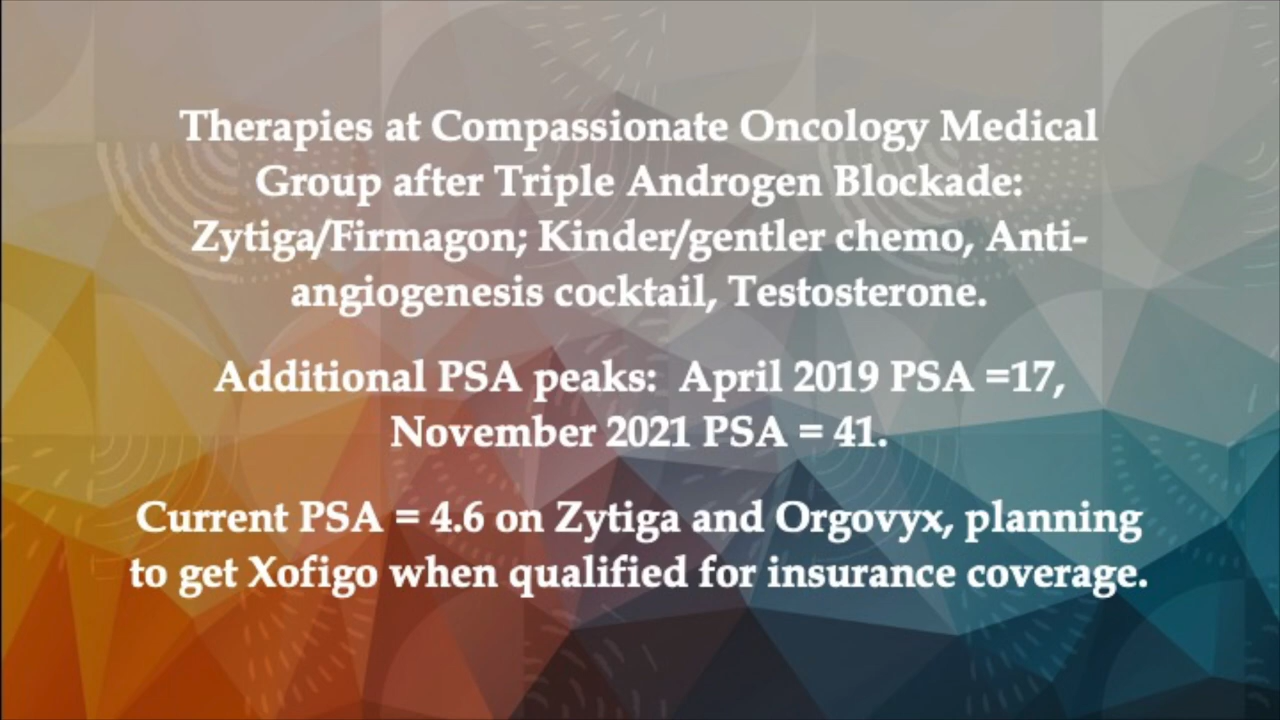 Therapies at Compassionate Oncology Medical
Group after Triple Androgen Blockade:
Zytiga/Firmagon; Kinder/gentler chemo, Anti-
angiogenesis cocktail, Testosterone.
Additional PSA peaks:  April 2019 PSA =17,
November 2021 PSA = 41.
Current PSA = 4.6 on Zytiga and Orgovyx, planning
to get Xofigo when qualified for insurance coverage.